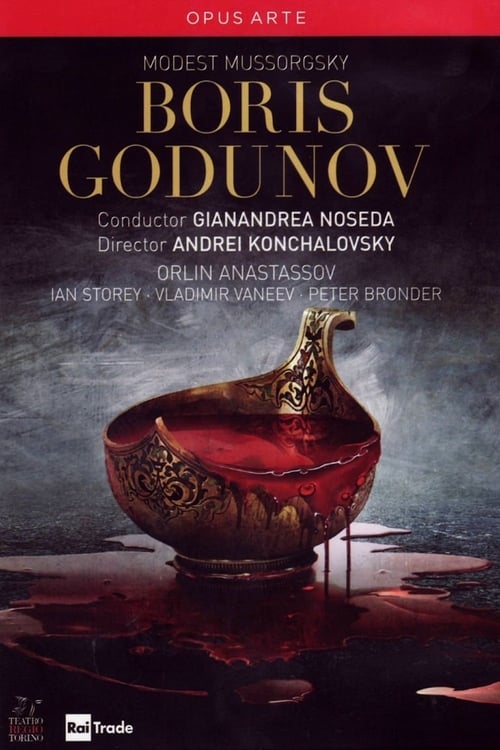 OPUS ARTE
MODEST MUSSORGSKY
BORIS
GODUNOV
Conductor GIANANDREA NOSEDA
Director ANDREI KONCHALOVSKY
ORLIN ANASTASSOV
IAN STOREY · VLADIMIR VANEEV · PETER BRONDER
TEATRO
REGIO
TORINO
Rai Trade